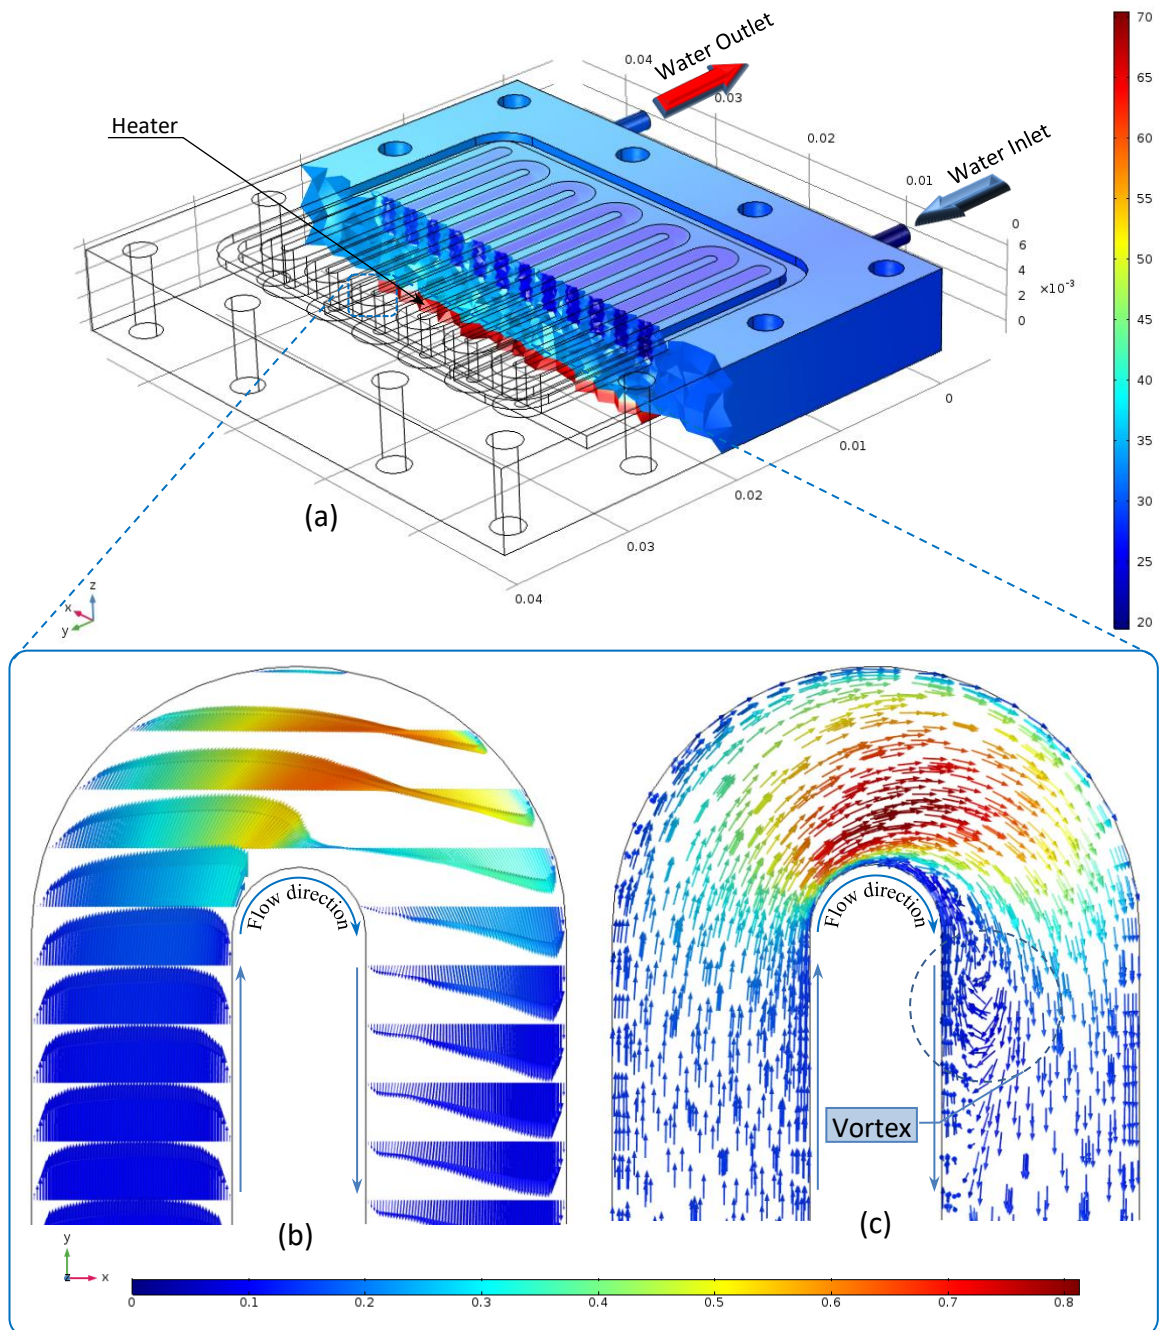 70
0.04
Water Outlet
65
0.03
Heater
60
0.02
Water Inlet
55
0.01
0
6
4
×10⁻³
2
0
50
45
40
0
35
0.01
30
0.02
(a)
0.03
25
0.04
z
x
y
20
Flow direction
Flow direction
Vortex
(b)
(c)
y
z
x
0
0.1
0.2
0.3
0.4
0.5
0.6
0.7
0.8